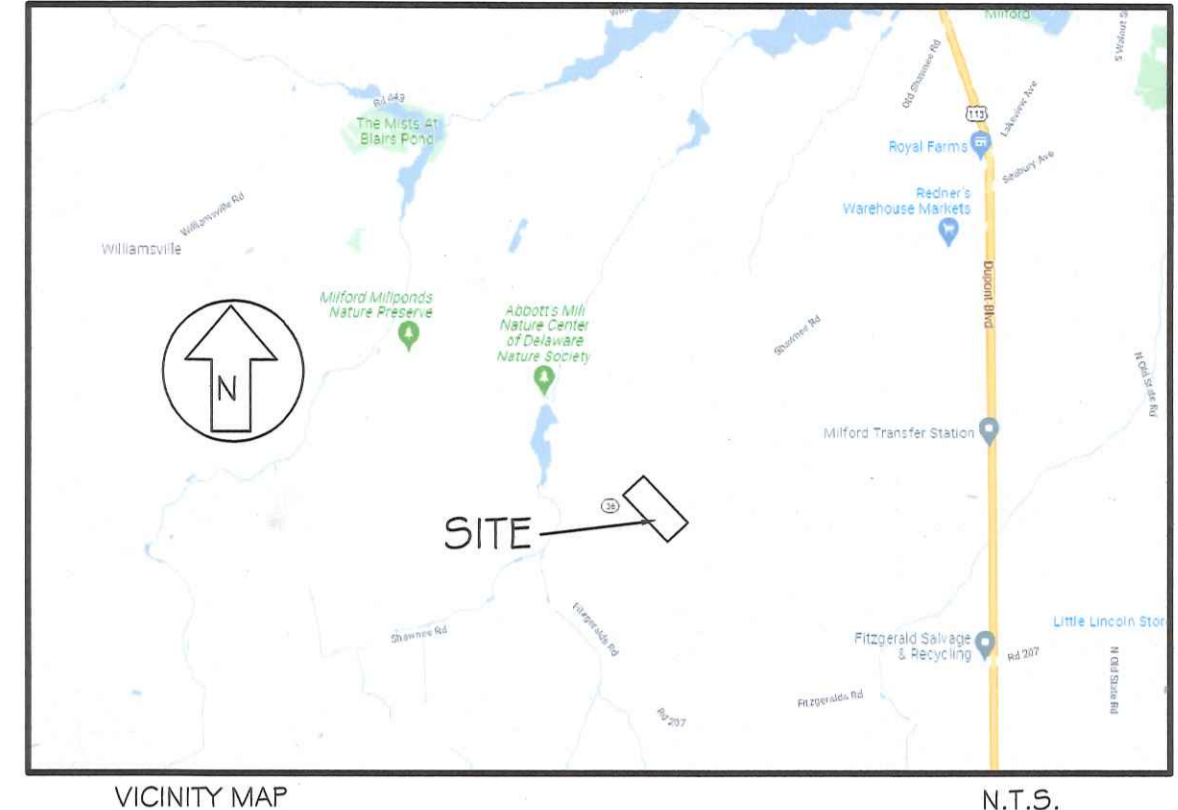 Milford
S Walnut S
Old Shawnee Rd
Rd 443
The Mists At
Blairs Pond
113
Lakeview Ave
Royal Farms
Seabury Ave
Redner's
Warehouse Markets
Williamsville Rd
Williamsville
Dupont Blvd
Milford Millponds
Nature Preserve
Abbott's Mill
Nature Center
of Delaware
Nature Society
N
Shawnee Rd
N Old State Rd
Milford Transfer Station
36
SITE
Shawnee Rd
Fitzgeralds Rd
Little Lincoln Stor
Fitzgerald Salvage
& Recycling
Rd 207
N Old State Rd
Fitzgeralds Rd
Rd 207
VICINITY MAP
N.T.S.